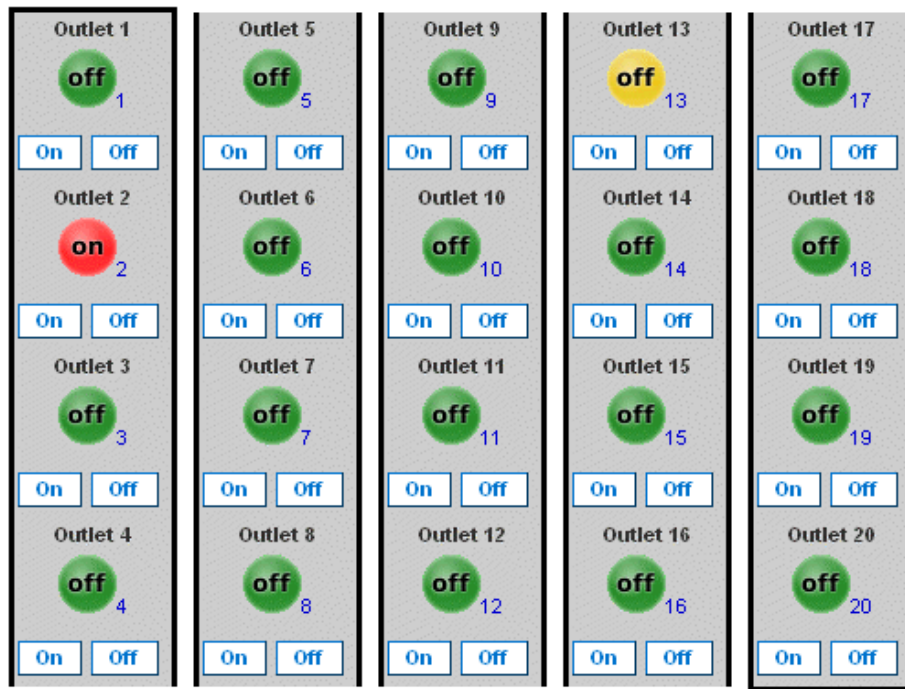 Outlet 1
off
1
On Off
Outlet 2
on
2
On Off
Outlet 3
off
3
On Off
Outlet 4
off
4
On Off
Outlet 5
off
5
On Off
Outlet 6
off
6
On Off
Outlet 7
off
7
On Off
Outlet 8
off
8
On Off
Outlet 9
off
9
On Off
Outlet 10
off
10
On Off
Outlet 11
off
11
On Off
Outlet 12
off
12
On Off
Outlet 13
off
13
On Off
Outlet 14
off
14
On Off
Outlet 15
off
15
On Off
Outlet 16
off
16
On Off
Outlet 17
off
17
On Off
Outlet 18
off
18
On Off
Outlet 19
off
19
On Off
Outlet 20
off
20
On Off